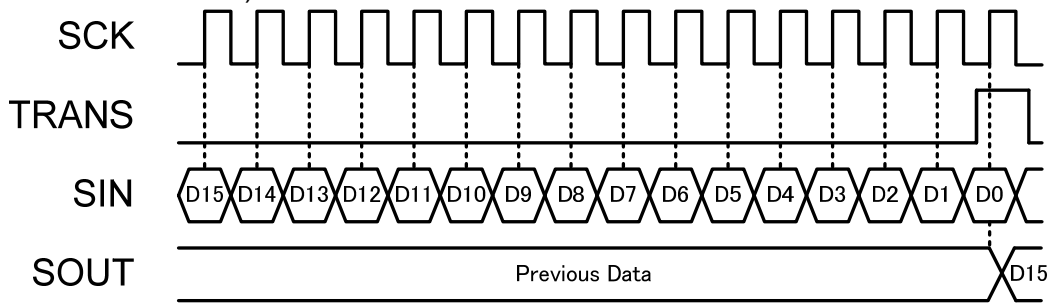 SCK
TRANS
SIN D15 D14 D13 D12 D11 D10 D9 D8 D7 D6 D5 D4 D3 D2 D1 D0
SOUT Previous Data D15